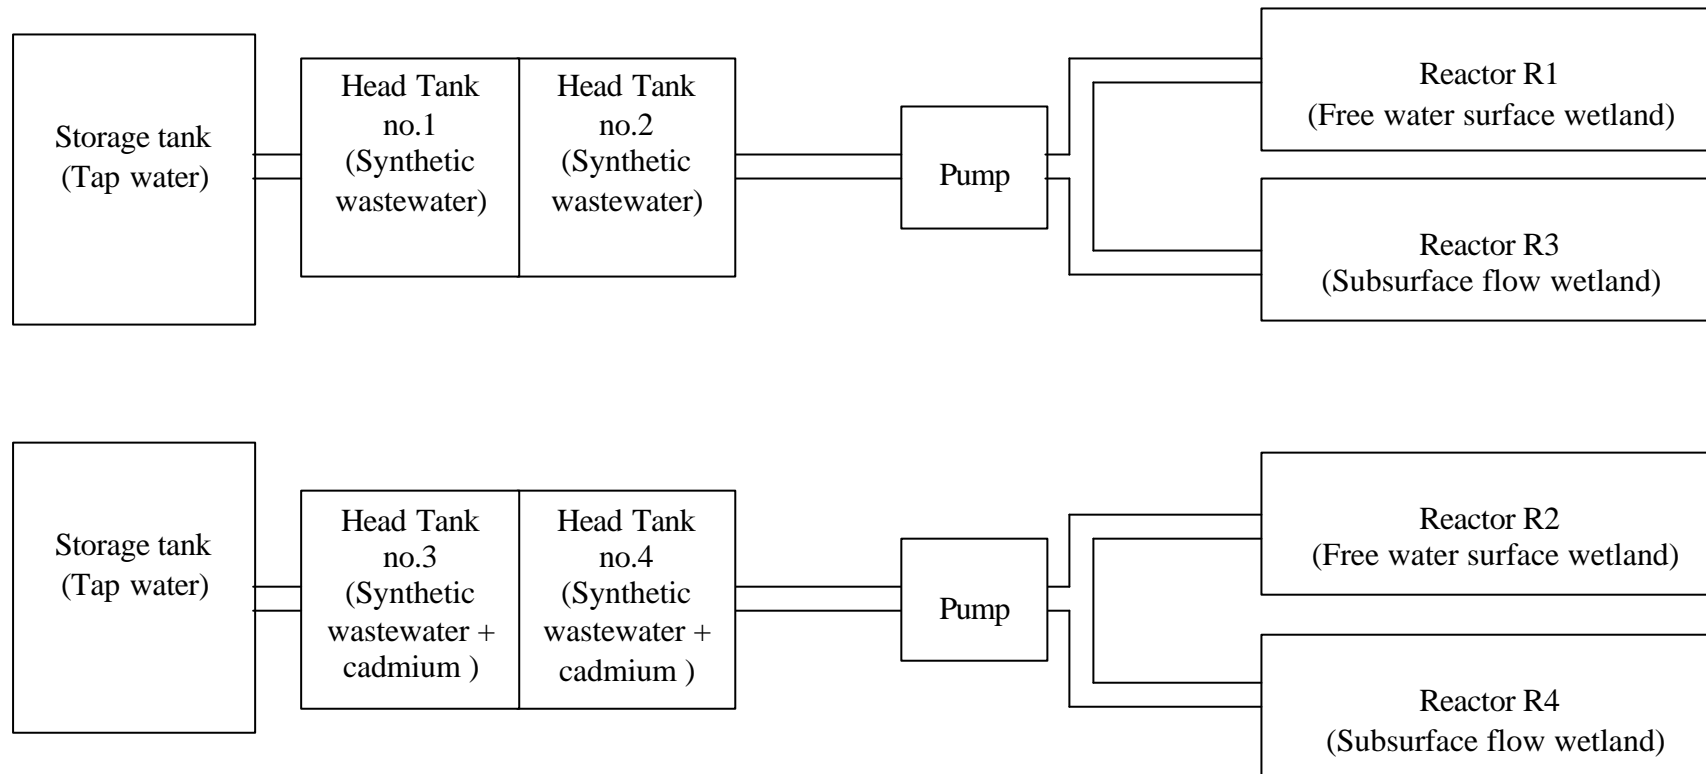 Storage tank
(Tap water)
Head Tank
no.1
(Synthetic
wastewater)
Head Tank
no.2
(Synthetic
wastewater)
Pump
Reactor R1
(Free water surface wetland)
Reactor R3
(Subsurface flow wetland)
Storage tank
(Tap water)
Head Tank
no.3
(Synthetic
wastewater +
cadmium )
Head Tank
no.4
(Synthetic
wastewater +
cadmium )
Pump
Reactor R2
(Free water surface wetland)
Reactor R4
(Subsurface flow wetland)